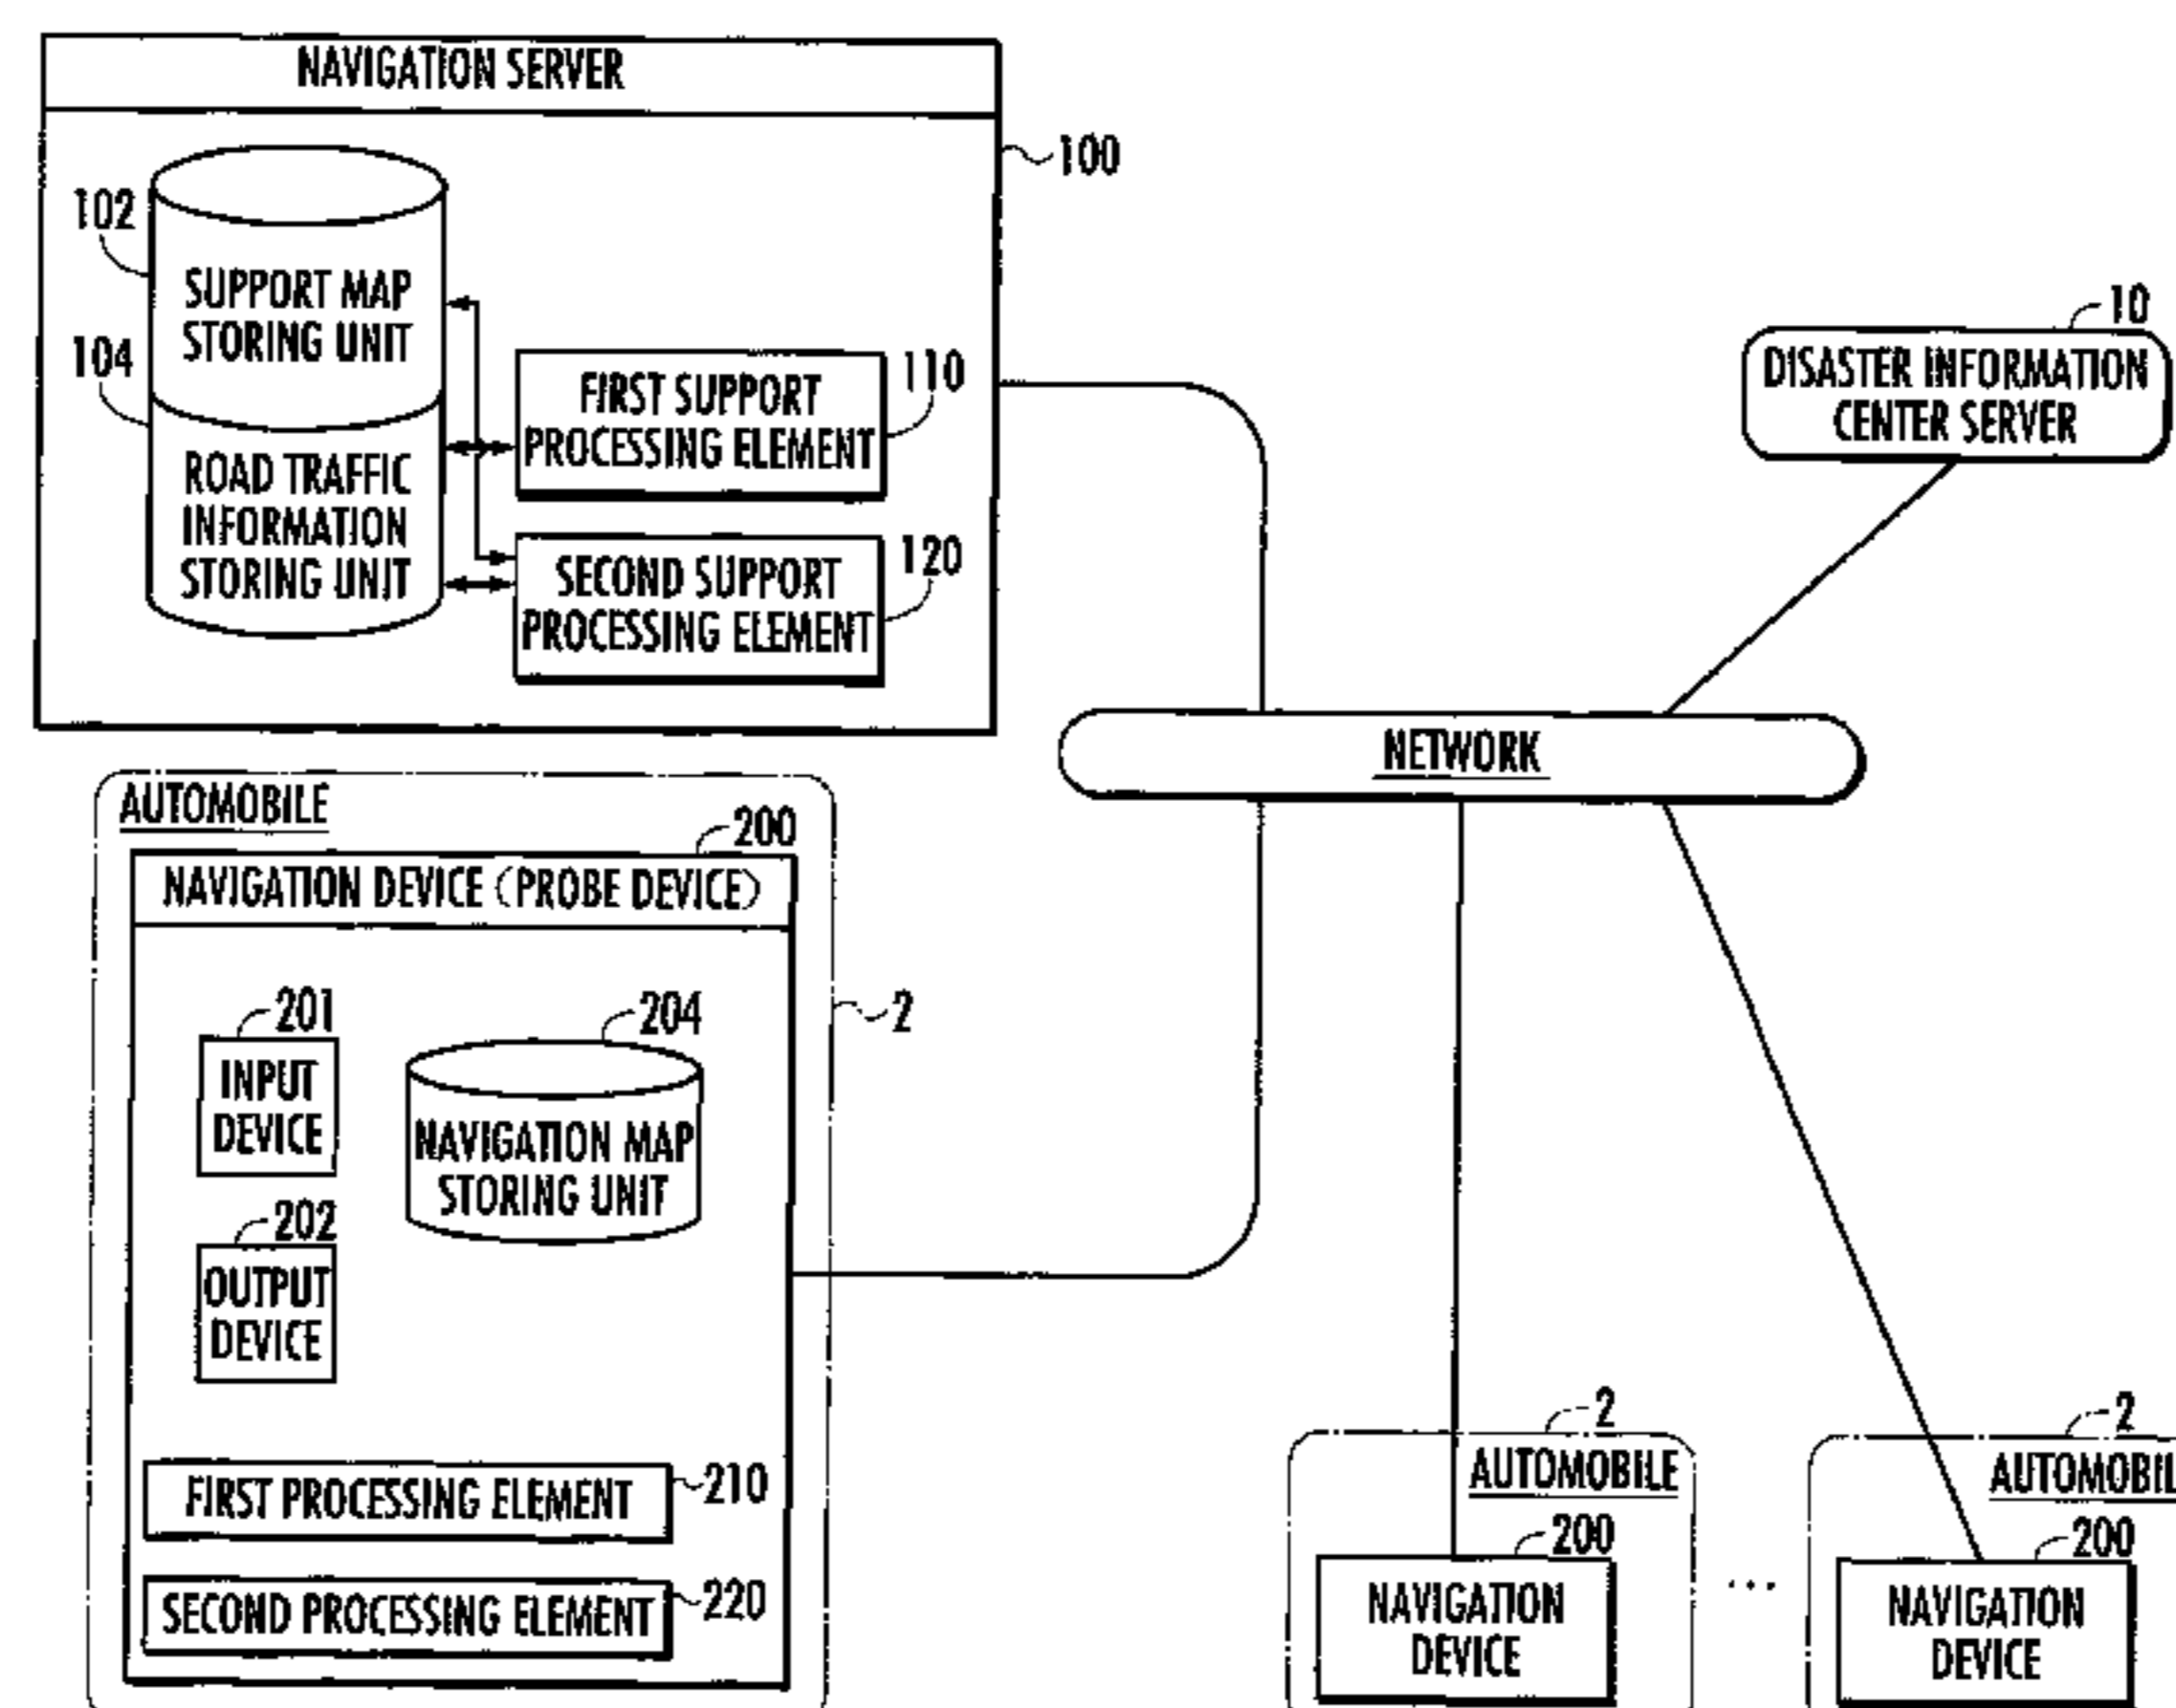 NAVIGATION SERVER
100
102
SUPPORT MAP
STORING UNIT
104
ROAD TRAFFIC
INFORMATION
STORING UNIT
FIRST SUPPORT
PROCESSING ELEMENT
110
SECOND SUPPORT
PROCESSING ELEMENT
120
10
DISASTER INFORMATION
CENTER SERVER
NETWORK
AUTOMOBILE
200
NAVIGATION DEVICE (PROBE DEVICE)
2
201
INPUT
DEVICE
204
NAVIGATION MAP
STORING UNIT
202
OUTPUT
DEVICE
FIRST PROCESSING ELEMENT
210
SECOND PROCESSING ELEMENT
220
2
AUTOMOBILE
200
NAVIGATION
DEVICE
...
2
AUTOMOBIL
200
NAVIGATION
DEVICE